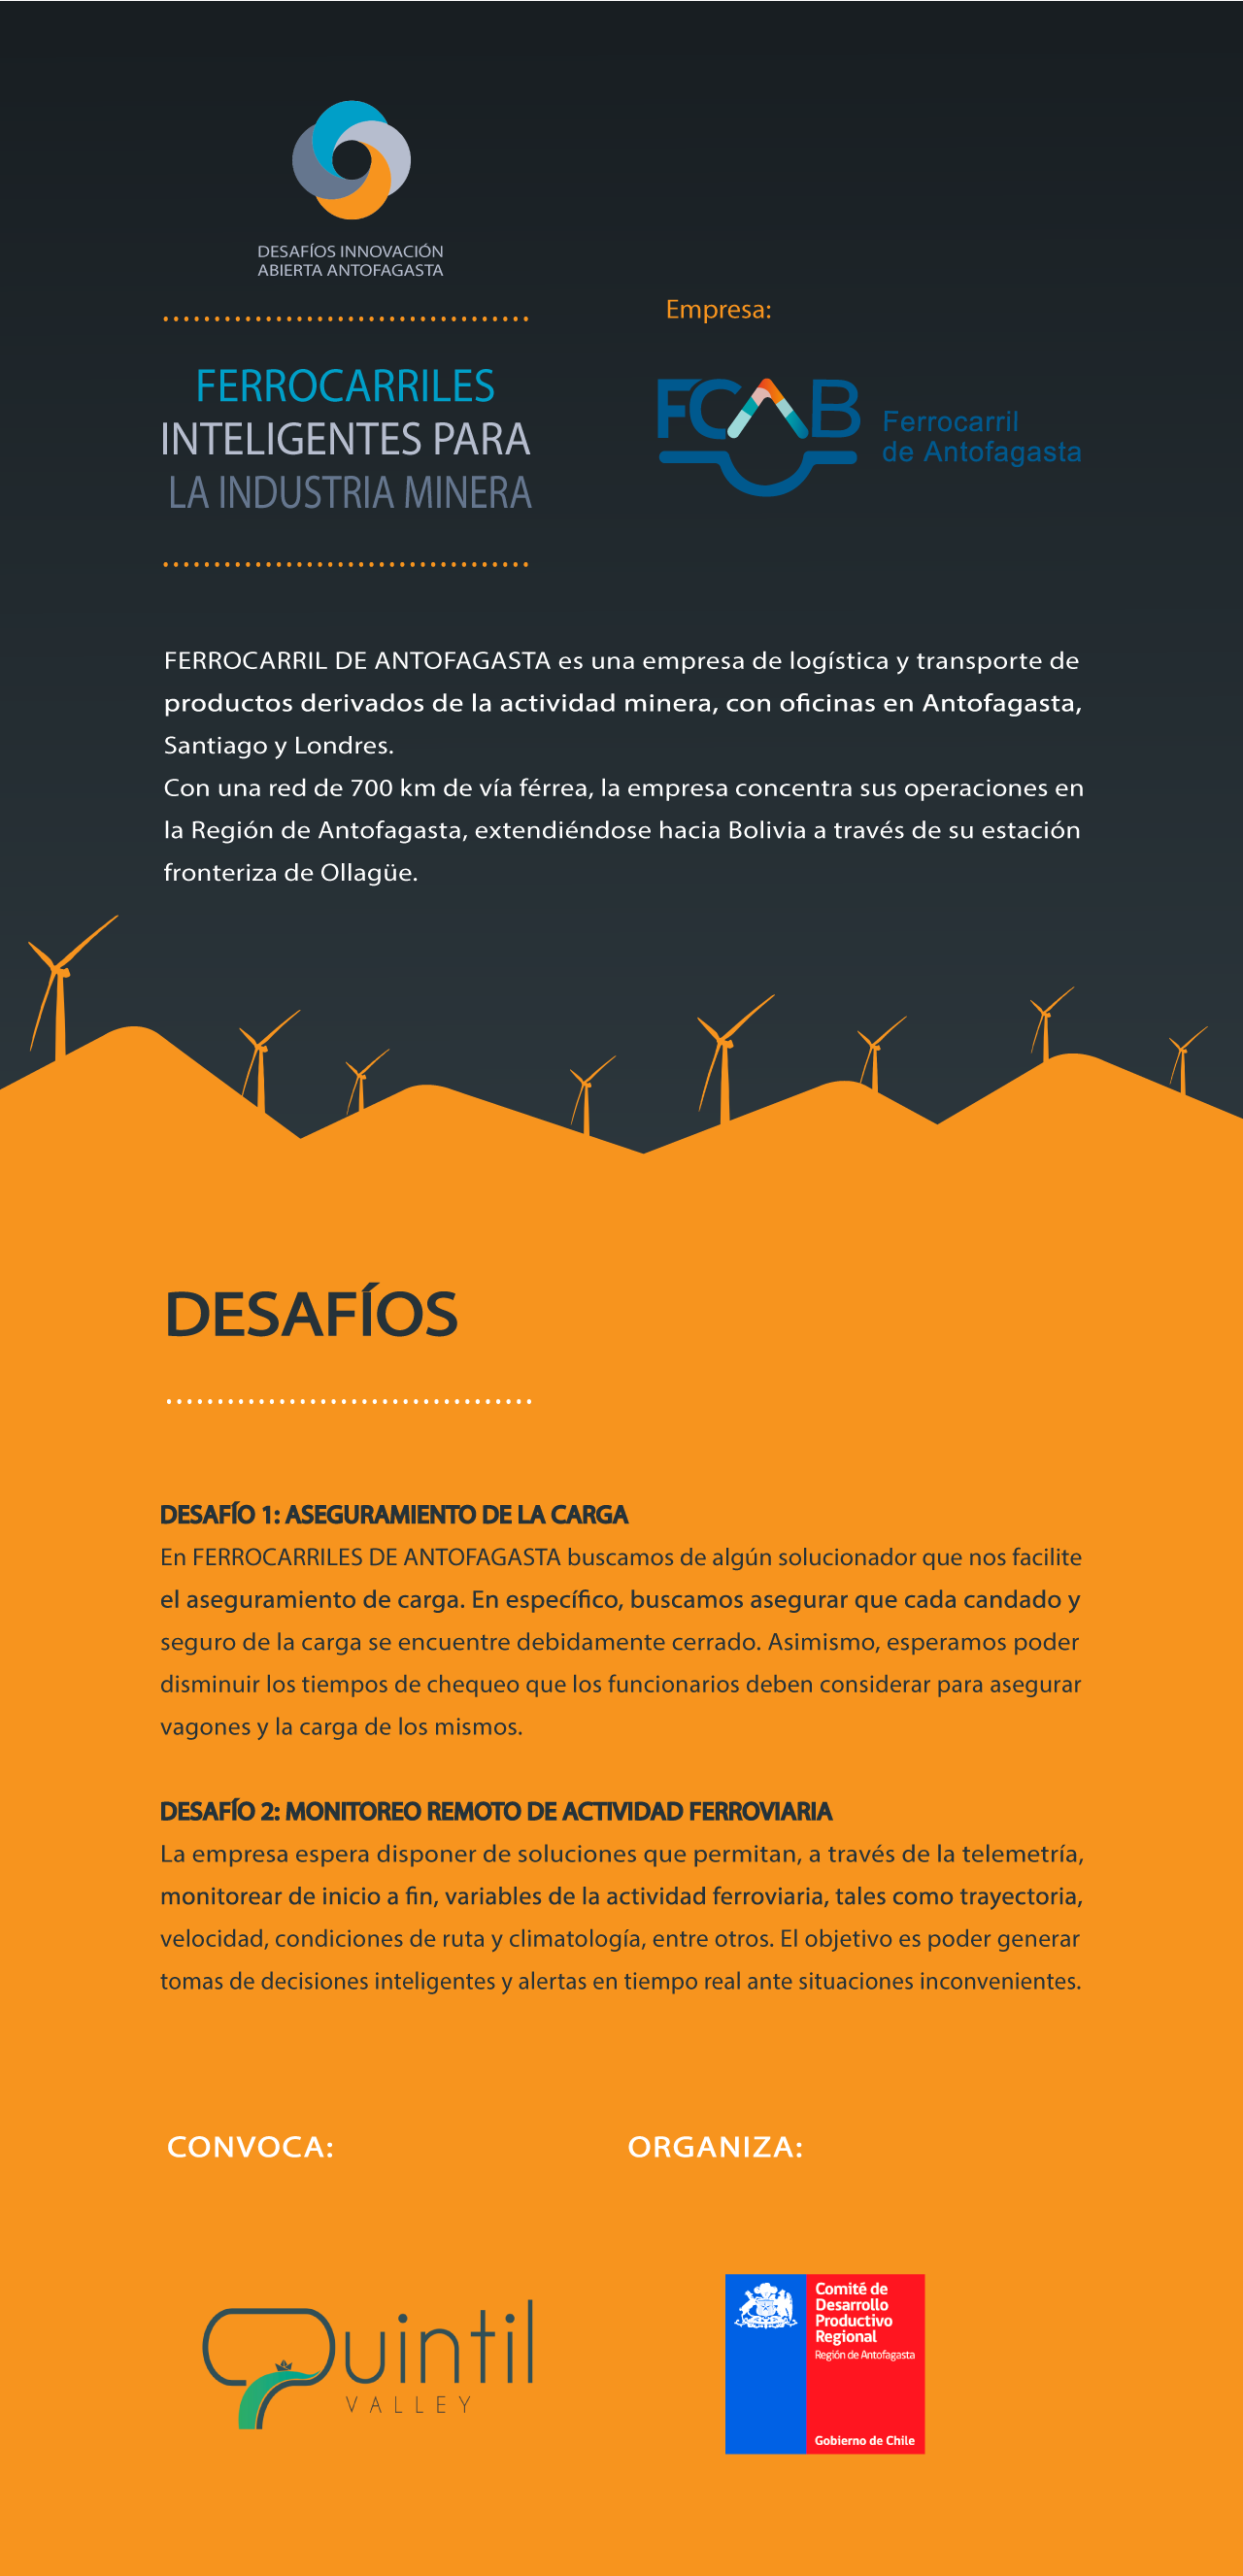 DESAFÍOS INNOVACIÓN
ABIERTA ANTOFAGASTA
FERROCARRILES
INTELIGENTES PARA
LA INDUSTRIA MINERA
Empresa:
FCAB
Ferrocarril
de Antofagasta
FERROCARRIL DE ANTOFAGASTA es una empresa de logística y transporte de
productos derivados de la actividad minera, con oficinas en Antofagasta,
Santiago y Londres.
Con una red de 700 km de vía férrea, la empresa concentra sus operaciones en
la Región de Antofagasta, extendiéndose hacia Bolivia a través de su estación
fronteriza de Ollagüe.
DESAFÍOS
DESAFÍO 1: ASEGURAMIENTO DE LA CARGA
En FERROCARRILES DE ANTOFAGASTA buscamos de algún solucionador que nos facilite
el aseguramiento de carga. En específico, buscamos asegurar que cada candado y
seguro de la carga se encuentre debidamente cerrado. Asimismo, esperamos poder
disminuir los tiempos de chequeo que los funcionarios deben considerar para asegurar
vagones y la carga de los mismos.
DESAFÍO 2: MONITOREO REMOTO DE ACTIVIDAD FERROVIARIA
La empresa espera disponer de soluciones que permitan, a través de la telemetría,
monitorear de inicio a fin, variables de la actividad ferroviaria, tales como trayectoria,
velocidad, condiciones de ruta y climatología, entre otros. El objetivo es poder generar
tomas de decisiones inteligentes y alertas en tiempo real ante situaciones inconvenientes.
CONVOCA:
Quintil
VALLEY
ORGANIZA:
Comité de
Desarrollo
Productivo
Regional
Región de Antofagasta
Gobierno de Chile